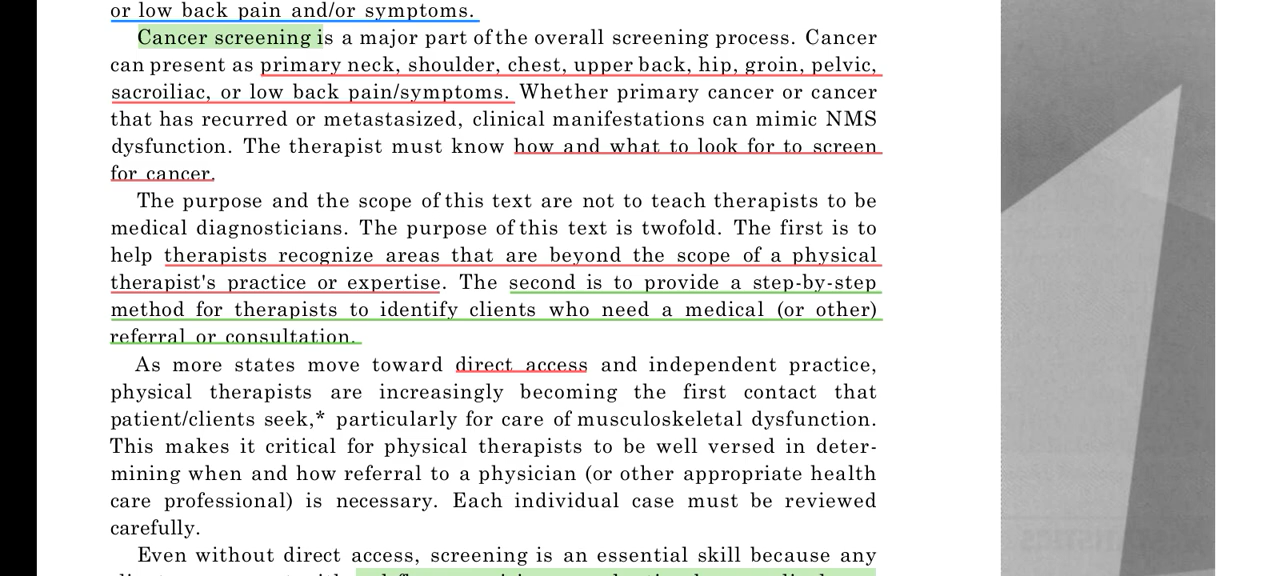 or low back pain and/or symptoms.
Cancer screening is a major part of the overall screening process. Cancer
can present as primary neck, shoulder, chest, upper back, hip, groin, pelvic,
sacroiliac, or low back pain/symptoms. Whether primary cancer or cancer
that has recurred or metastasized, clinical manifestations can mimic NMS
dysfunction. The therapist must know how and what to look for to screen
for cancer.
The purpose and the scope of this text are not to teach therapists to be
medical diagnosticians. The purpose of this text is twofold. The first is to
help therapists recognize areas that are beyond the scope of a physical
therapist's practice or expertise. The second is to provide a step-by-step
method for therapists to identify clients who need a medical (or other)
referral or consultation.
As more states move toward direct access and independent practice,
physical therapists are increasingly becoming the first contact that
patient/clients seek,* particularly for care of musculoskeletal dysfunction.
This makes it critical for physical therapists to be well versed in deter-
mining when and how referral to a physician (or other appropriate health
care professional) is necessary. Each individual case must be reviewed
carefully.
Even without direct access, screening is an essential skill because any